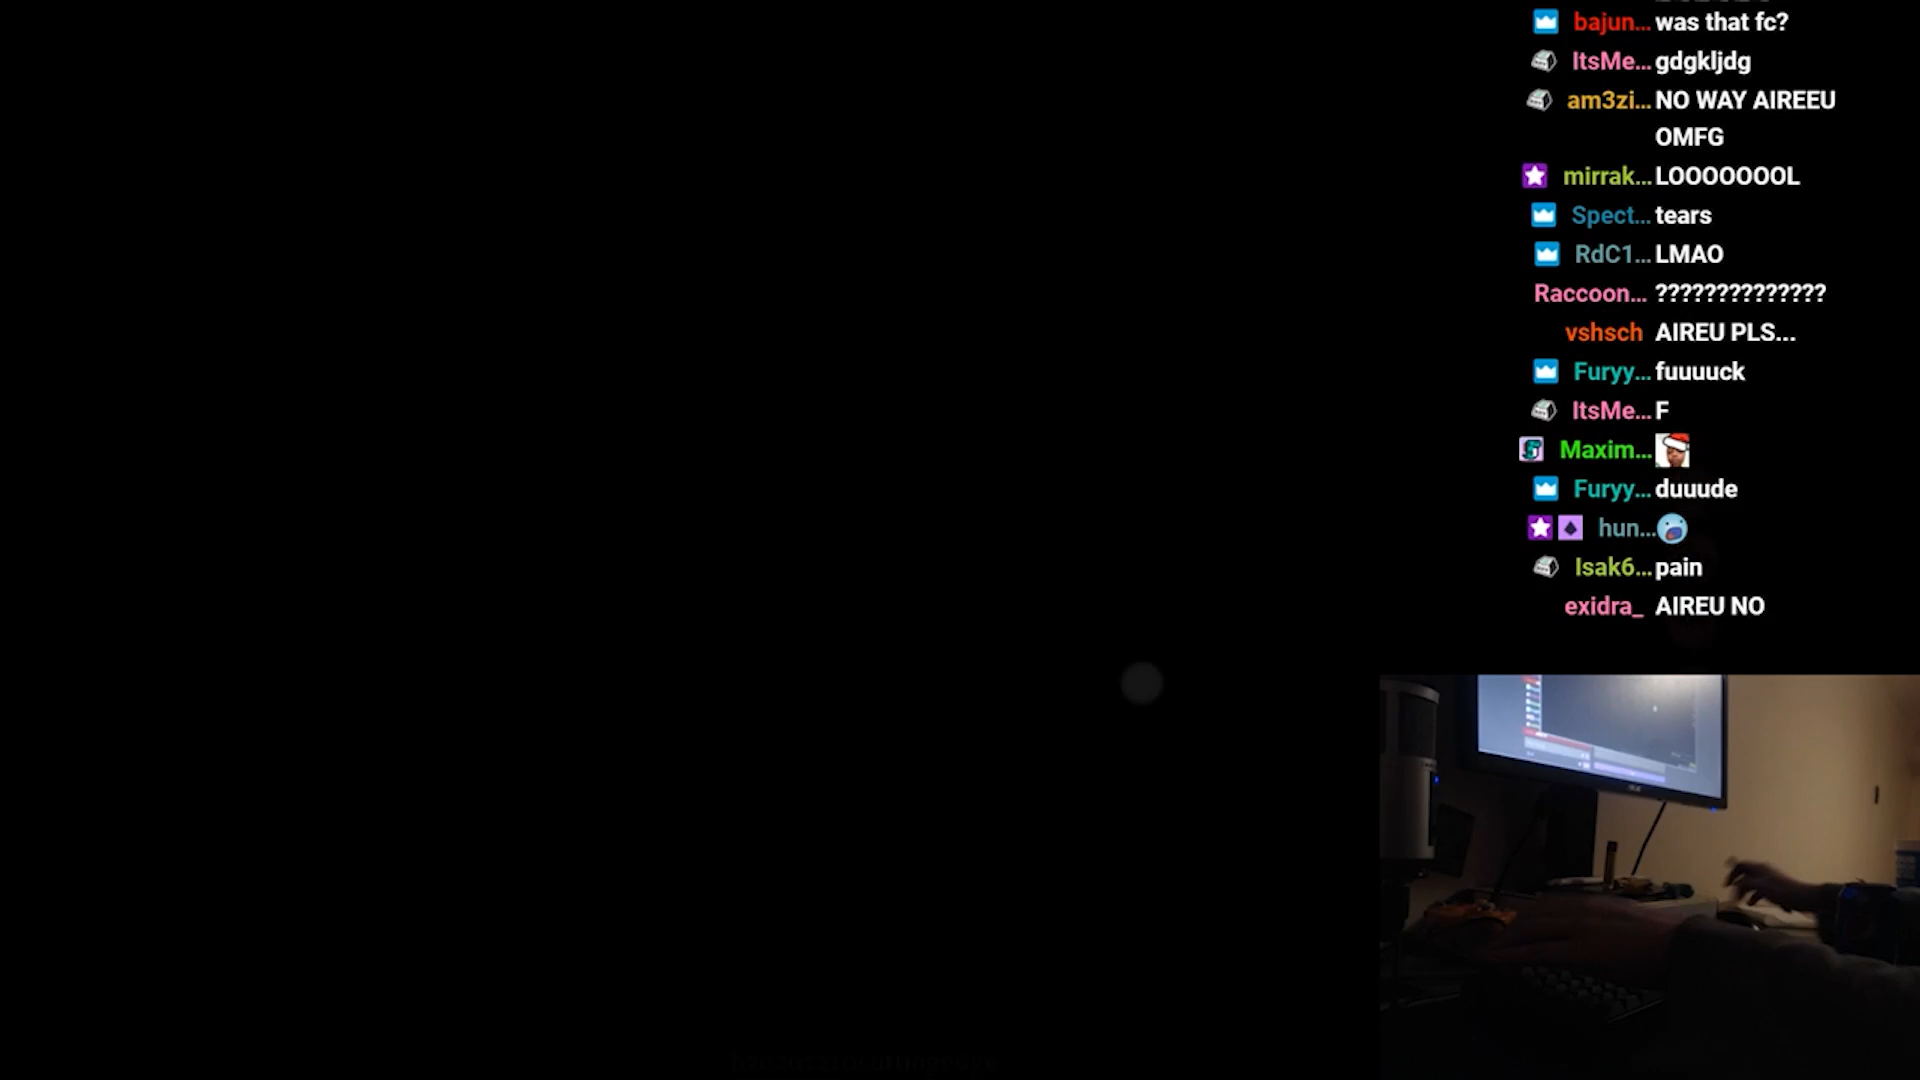 bajun... was that fc?
ItsMe... gdgkljdg
am3zi... NO WAY AIREEU
OMFG
mirrak... LOOOOOOOL
Spect... tears
RdC1... LMAO
Raccoon... ??????????????
vshsch AIREU PLS...
Furyy... fuuuuck
ItsMe... F
Maxim...
Furyy... duuude
hun...
Isak6... pain
exidra_ AIREU NO